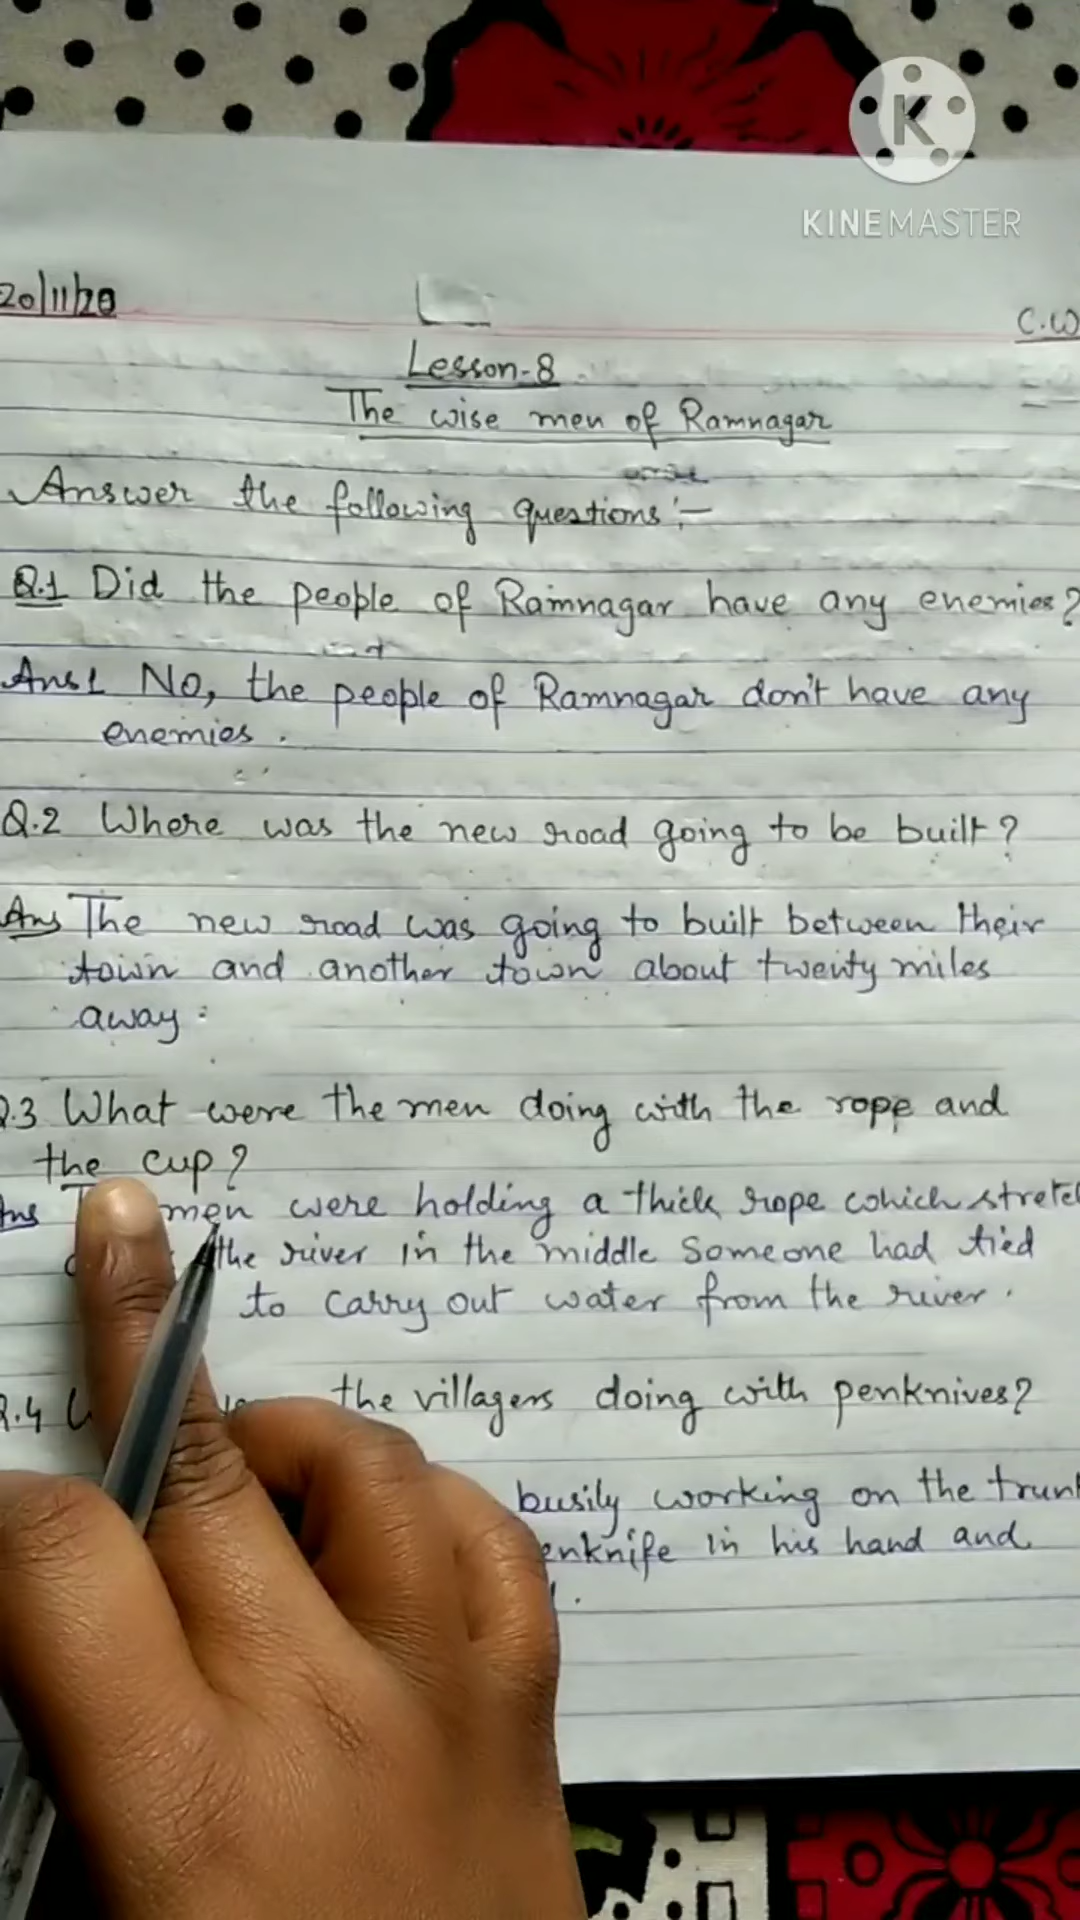 K
KINEMASTER
20/11/20
C.W
Lesson-8
The wise men of Ramnagar
Answer the following questions:-
Q.1 Did the people of Ramnagar have any enemies?
Ans1 No, the people of Ramnagar don't have any
enemies.
Q.2 Where was the new road going to be built?
Ans The new road was going to built between their
town and another town about twenty miles
away.
Q.3 What were the men doing with the rope and
the cup?
Ans men were holding a thick rope which stretch
the river in the middle someone had tied
to carry out water from the river.
Q.4 the villagers doing with penknives?
busily working on the trunk
penknife in his hand and